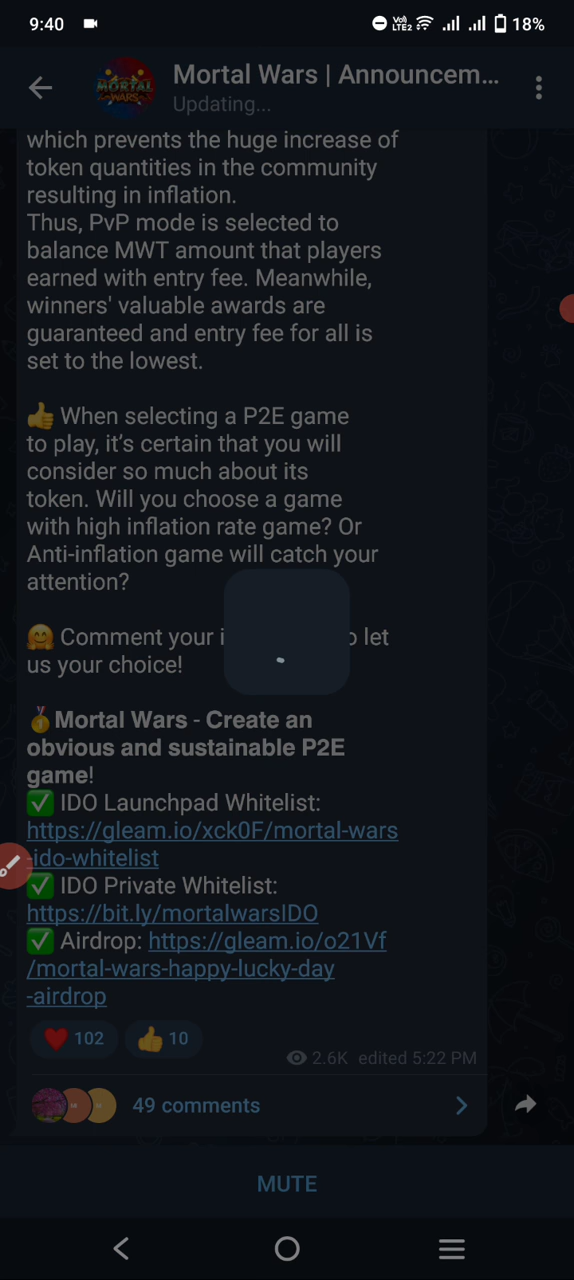 9:40
Vo)) LTE2
18%
Mortal Wars | Announcem...
Updating...
MORTAL WARS
which prevents the huge increase of
token quantities in the community
resulting in inflation.
Thus, PvP mode is selected to
balance MWT amount that players
earned with entry fee. Meanwhile,
winners' valuable awards are
guaranteed and entry fee for all is
set to the lowest.
👍 When selecting a P2E game
to play, it's certain that you will
consider so much about its
token. Will you choose a game
with high inflation rate game? Or
Anti-inflation game will catch your
attention?
🤗 Comment your let
us your choice!
🏅Mortal Wars - Create an
obvious and sustainable P2E
game!
✅ IDO Launchpad Whitelist:
https://gleam.io/xck0F/mortal-wars
-ido-whitelist
✅ IDO Private Whitelist:
https://bit.ly/mortalwarsIDO
✅ Airdrop: https://gleam.io/o21Vf
/mortal-wars-happy-lucky-day
-airdrop
❤️ 102 👍 10
2.6K edited 5:22 PM
49 comments
MUTE